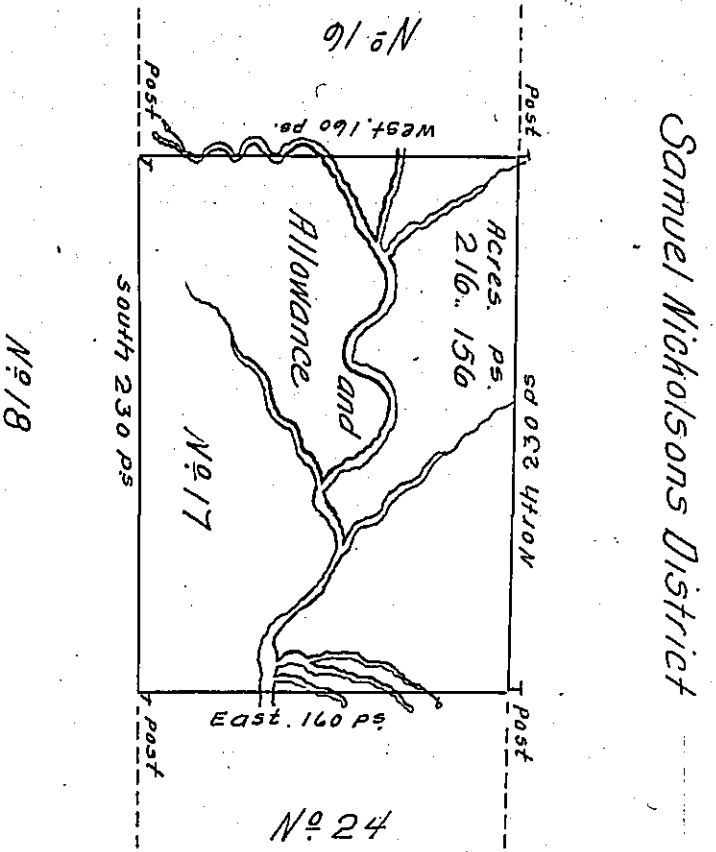 Samuel Nicholsons District
Nº 16
Post
Post
West. 160 ps.
Acres. ps.
216.. 156
Allowance
and
North 230 ps
South 230 ps
Nº 17
Nº 18
East. 160 ps.
Post
Post
Nº 24